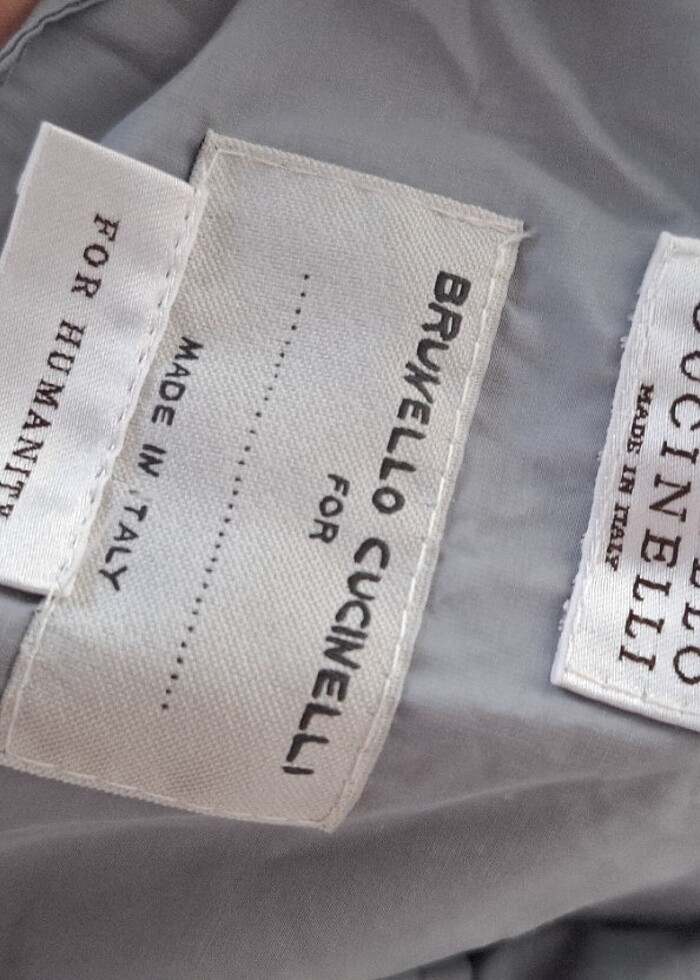 BRUNELLO CUCINELLI
FOR
MADE IN ITALY
FOR HUMANITY
CUCINELLI
MADE IN ITALY